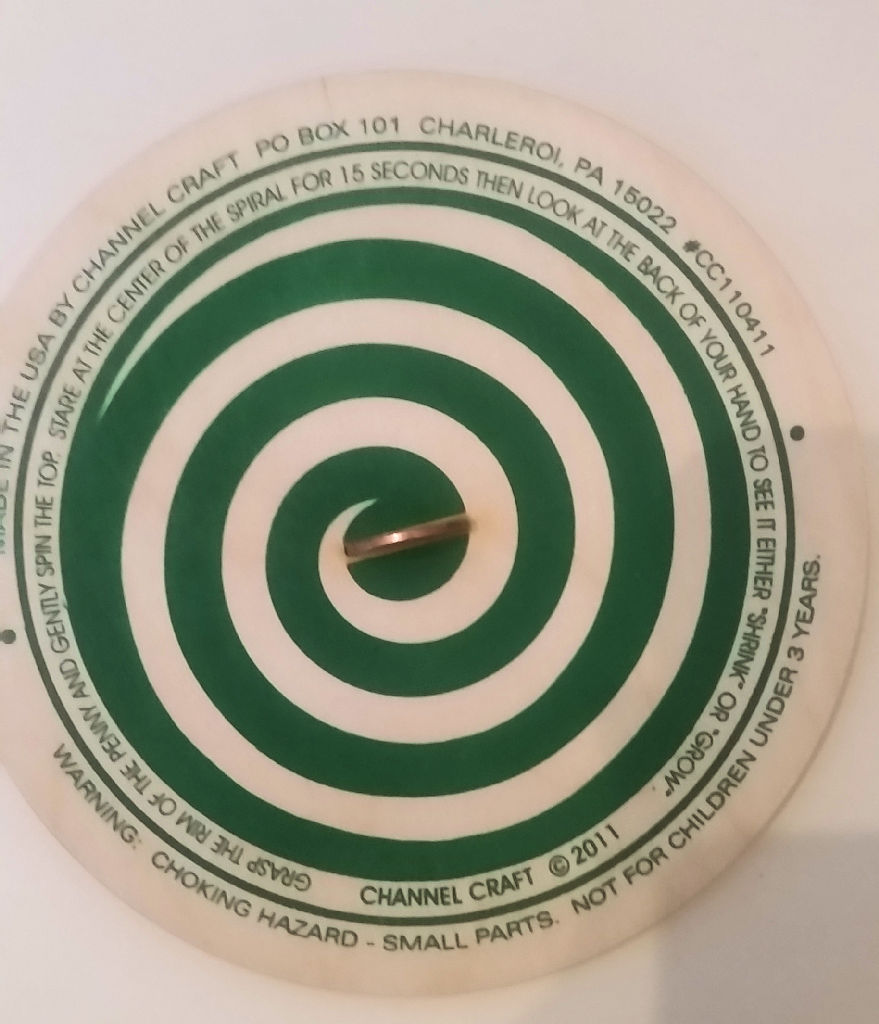 MADE IN THE USA BY CHANNEL CRAFT PO BOX 101 CHARLEROI, PA 15022 #CC110411
GRASP THE RIM OF THE PENNY AND GENTLY SPIN THE TOP. STARE AT THE CENTER OF THE SPIRAL FOR 15 SECONDS THEN LOOK AT THE BACK OF YOUR HAND TO SEE IT EITHER "SHRINK" OR "GROW"
CHANNEL CRAFT © 2011
WARNING: CHOKING HAZARD - SMALL PARTS. NOT FOR CHILDREN UNDER 3 YEARS.